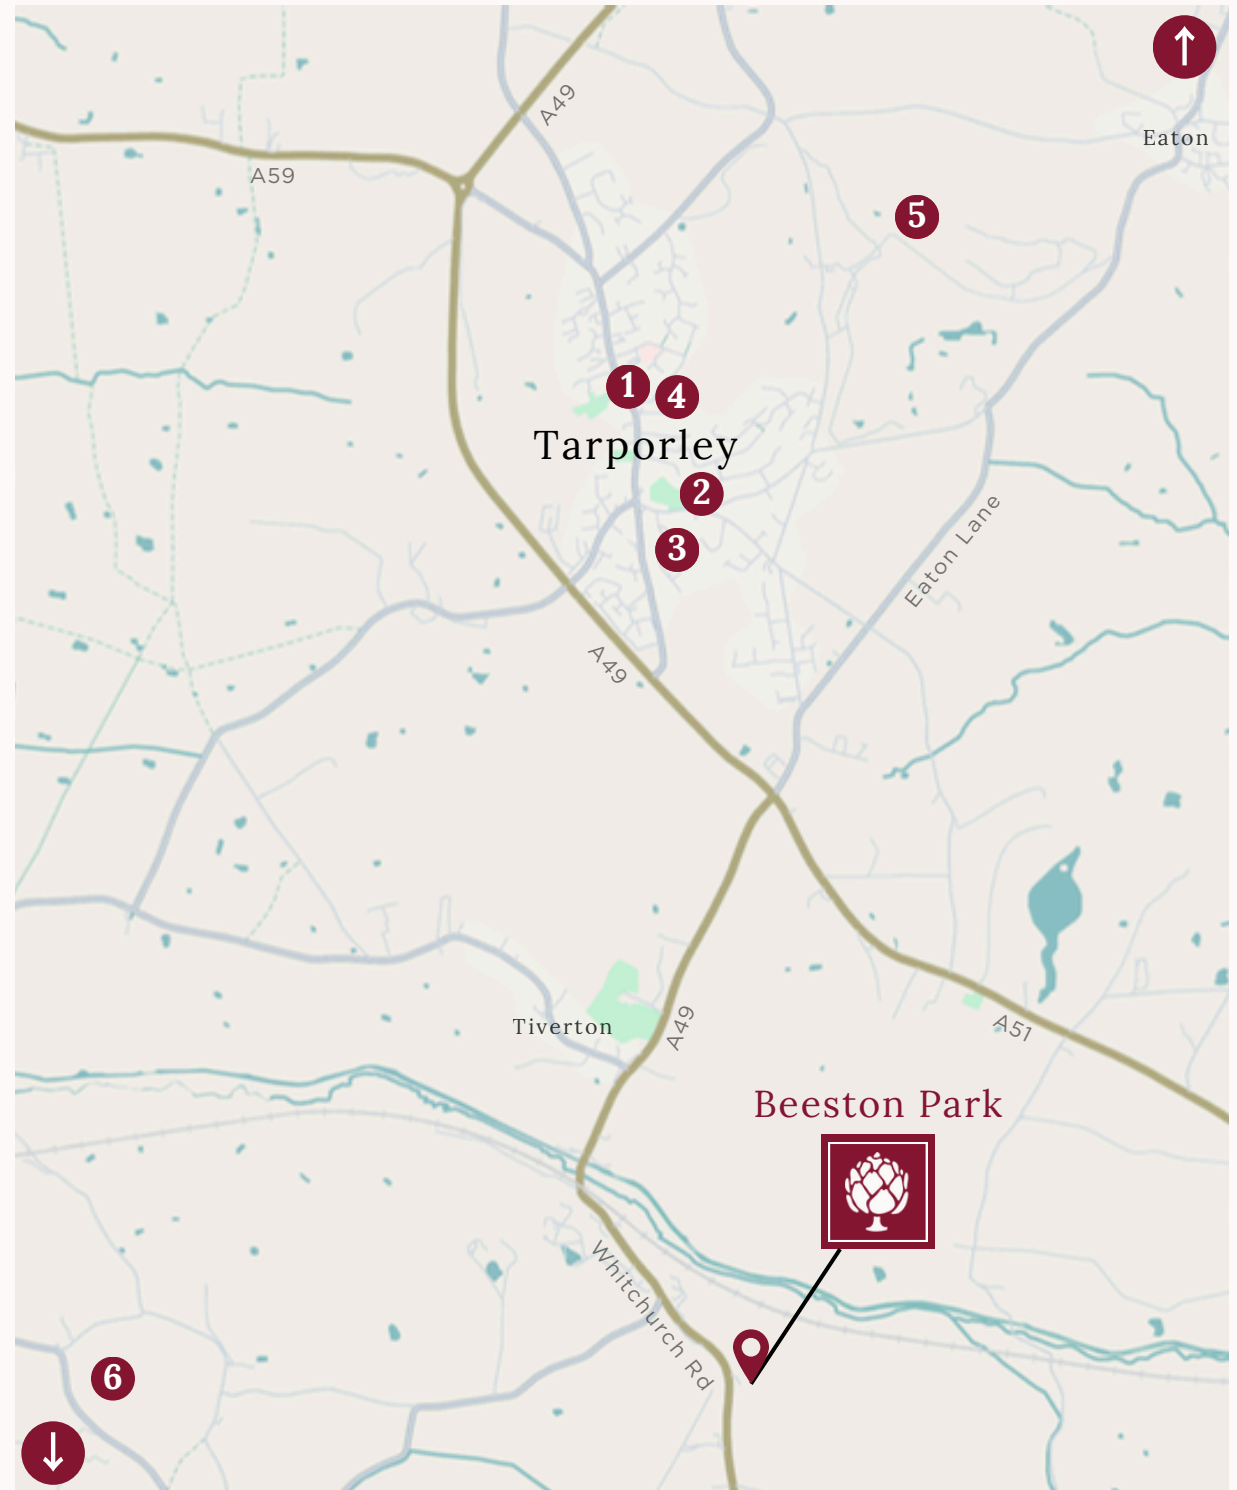 ↑
A49
Eaton
A59
5
1
4
Tarporley
2
3
Eaton Lane
A49
Tiverton
A49
A51
Beeston Park
Whitchurch Rd
6
↓